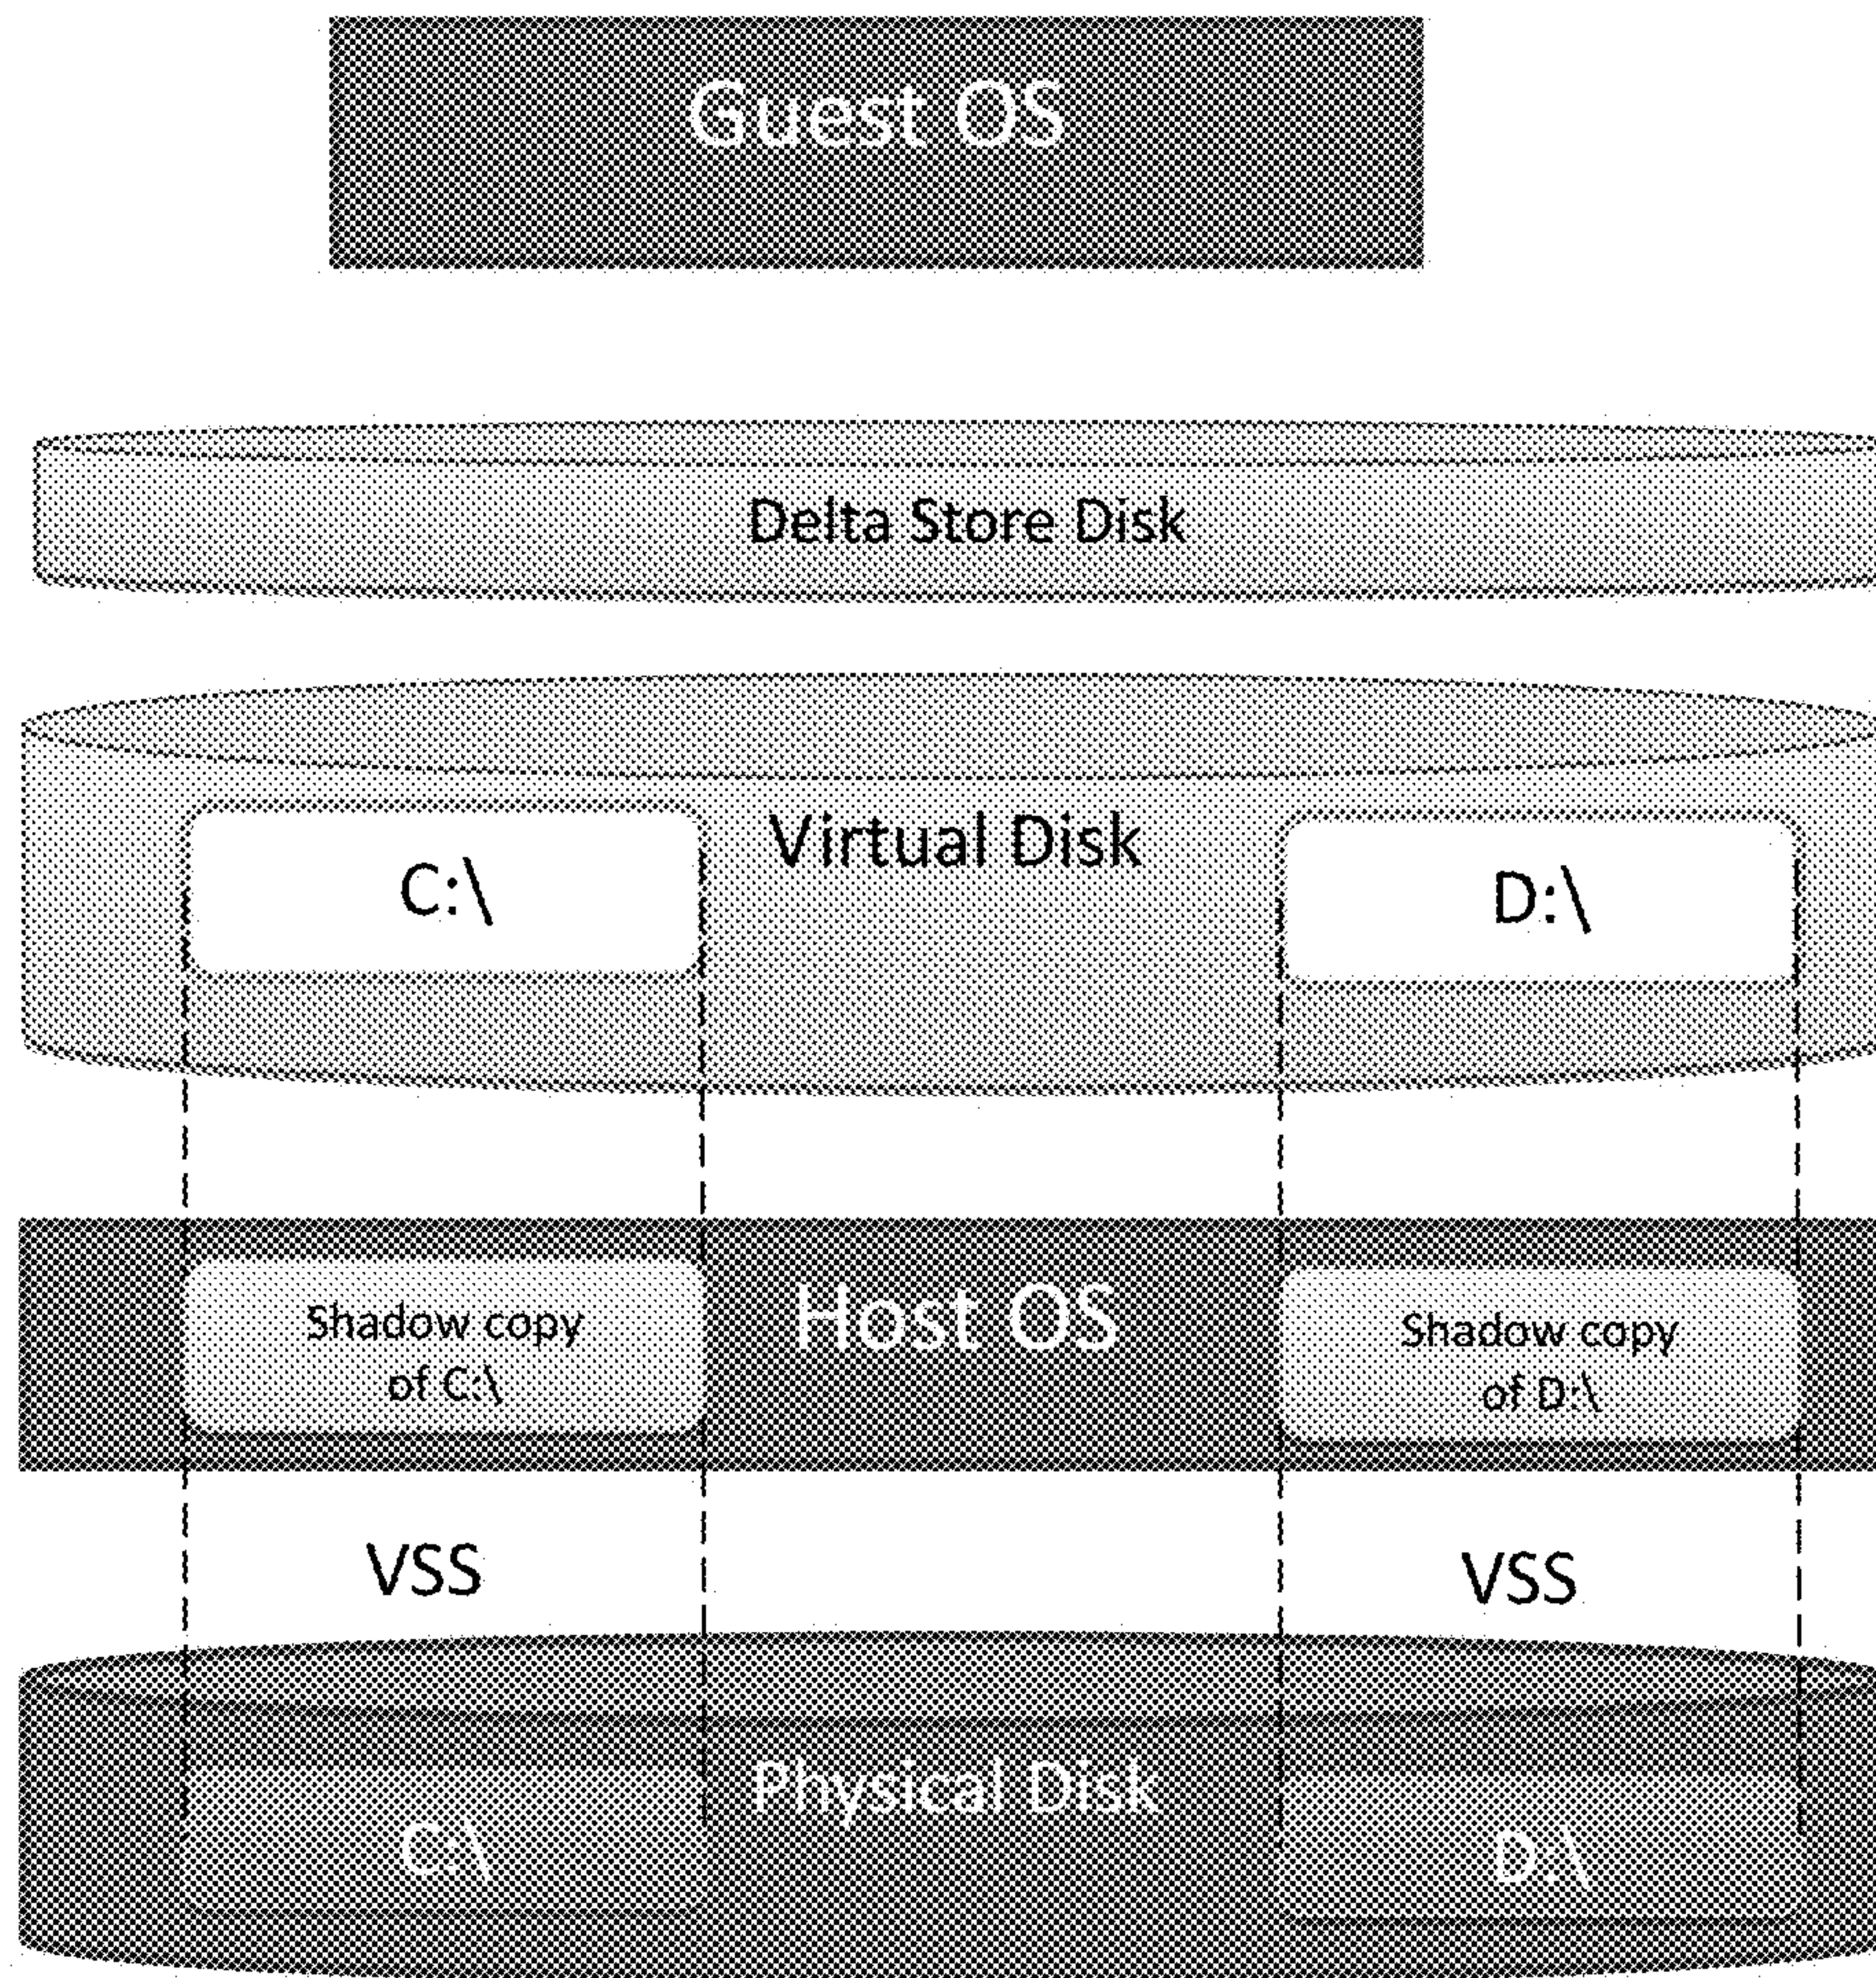 Guest OS
Delta Store Disk
Virtual Disk
C:\
D:\
Host OS
Shadow copy
of C:\
Shadow copy
of D:\
VSS
VSS
Physical Disk
C:\
D:\